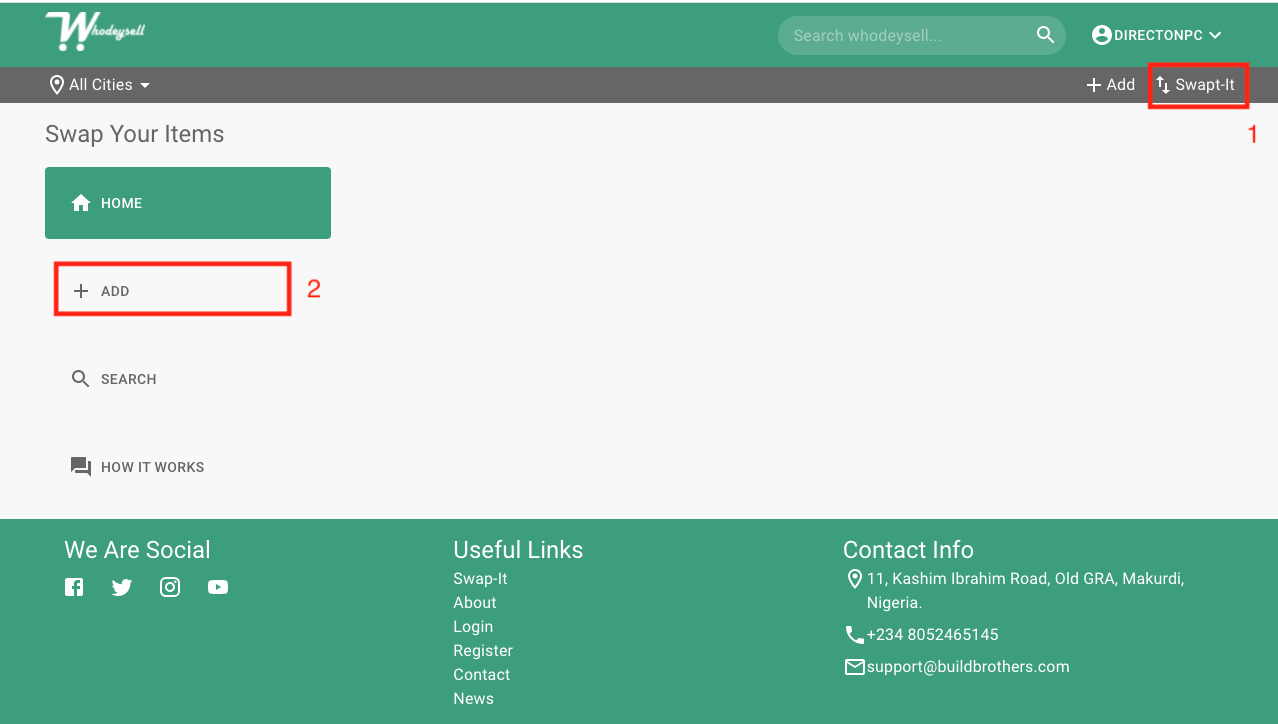 Whodeysell
Search whodeysell...
DIRECTONPC
All Cities
Add
Swapt-It
1
Swap Your Items
HOME
ADD
2
SEARCH
HOW IT WORKS
We Are Social
Useful Links
Swap-It
About
Login
Register
Contact
News
Contact Info
11, Kashim Ibrahim Road, Old GRA, Makurdi,
Nigeria.
+234 8052465145
support@buildbrothers.com